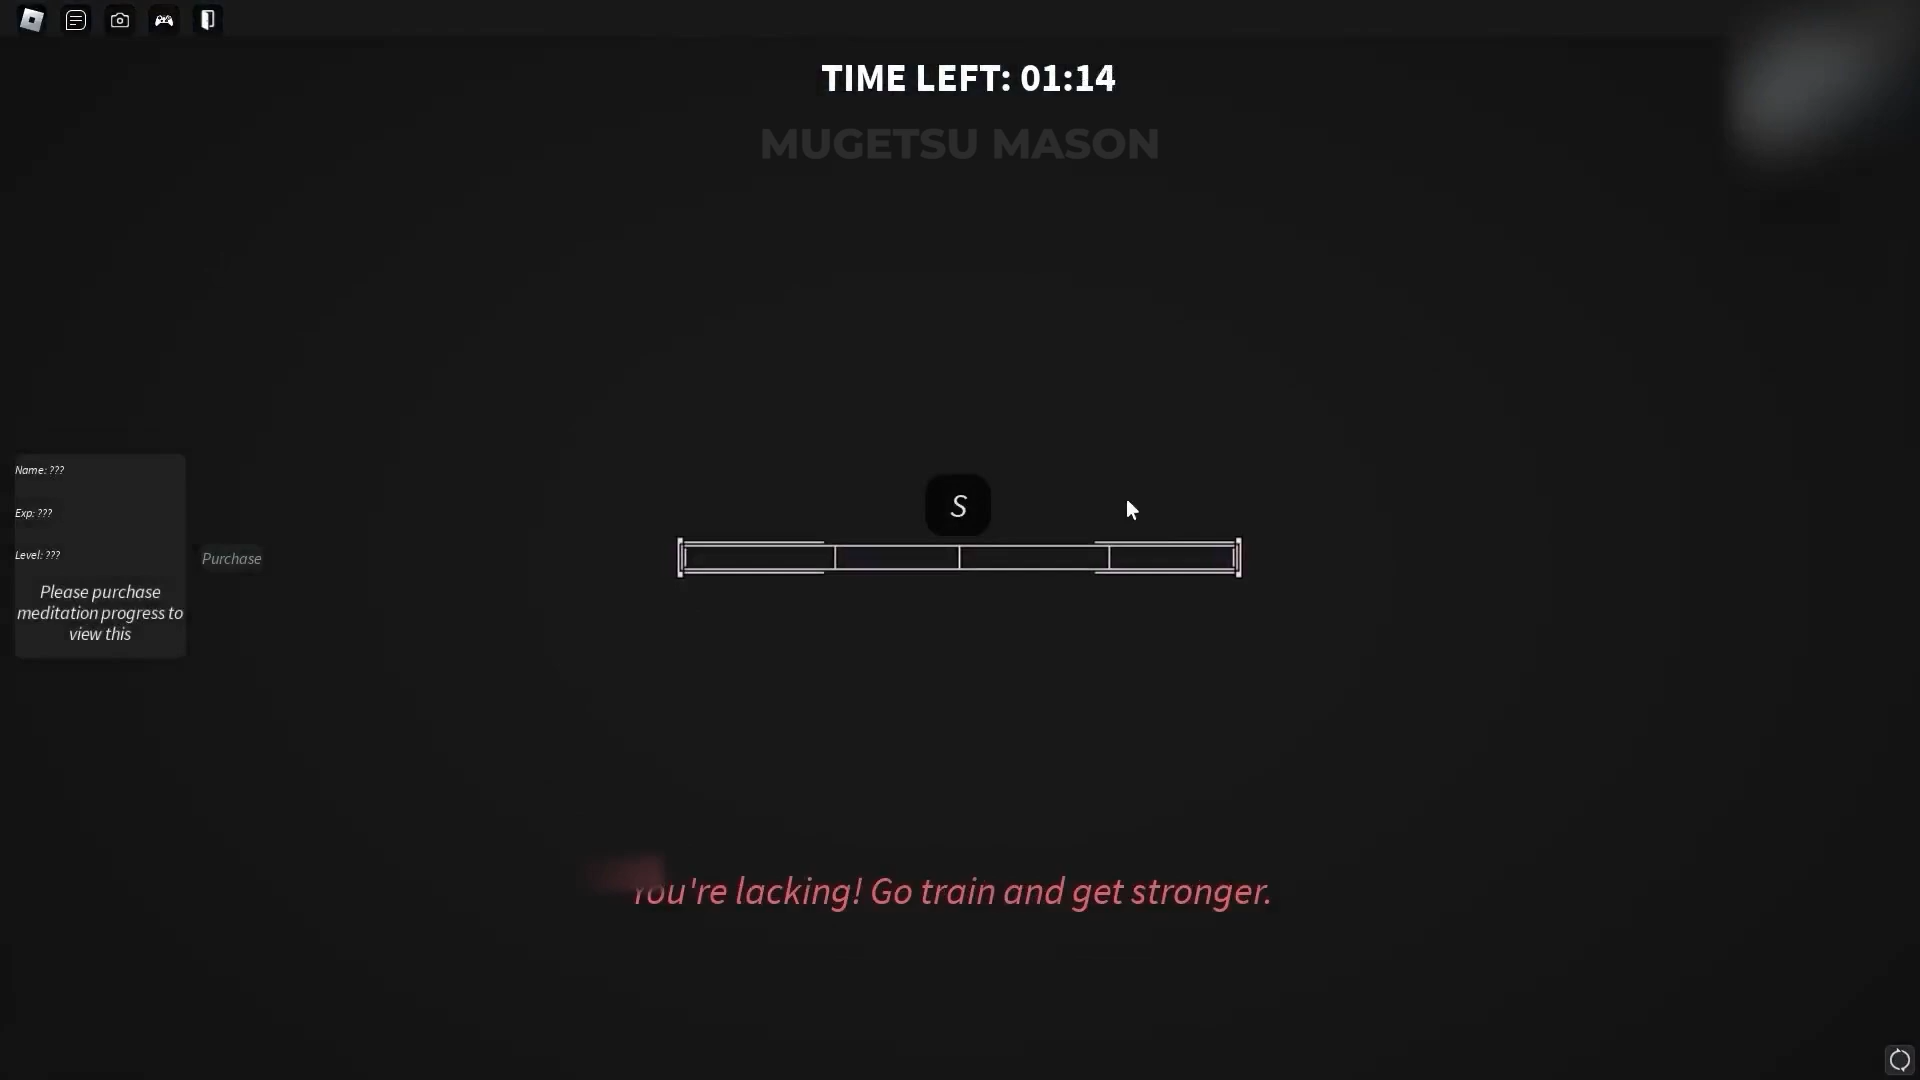 TIME LEFT: 01:14
MUGETSU MASON
Name: ???
Exp: ???
Level: ???
Please purchase
meditation progress to
view this
Purchase
S
You're lacking! Go train and get stronger.